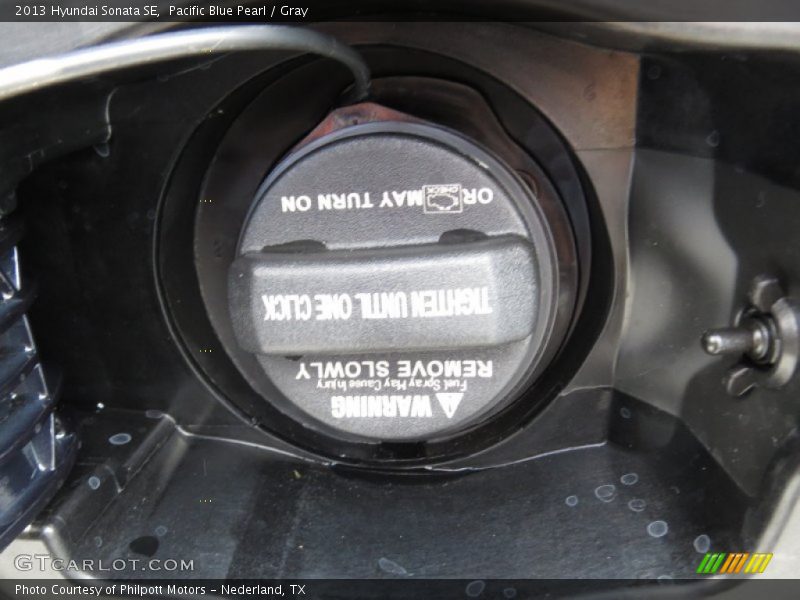 2013 Hyundai Sonata SE, Pacific Blue Pearl / Gray
WARNING
Fuel Spray May Cause Injury
REMOVE SLOWLY
TIGHTEN UNTIL ONE CLICK
OR CHECK MAY TURN ON
GTCARLOT.COM
Photo Courtesy of Philpott Motors - Nederland, TX